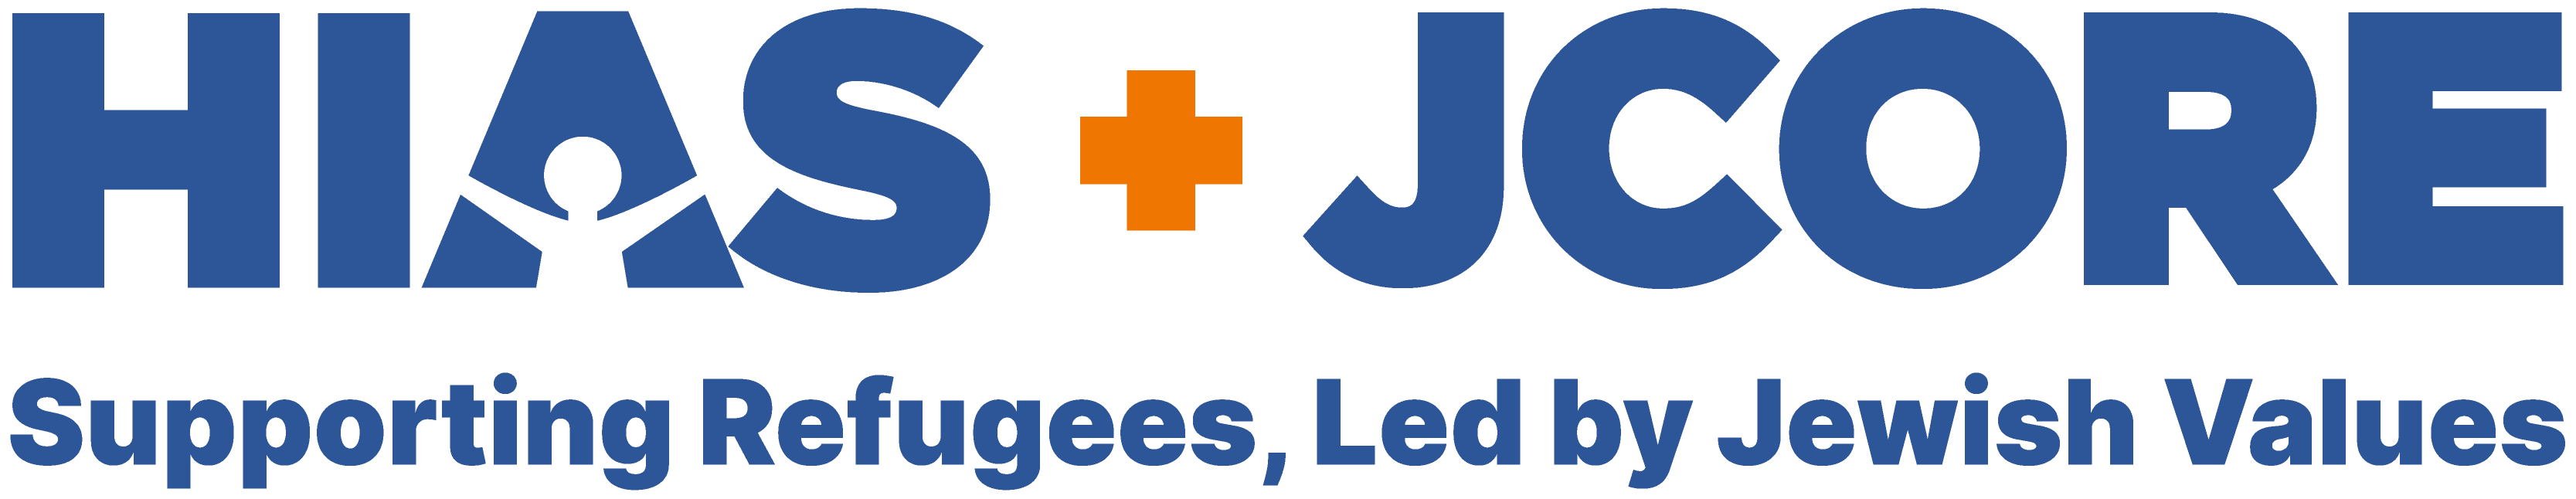 HIAS + JCORE
Supporting Refugees, Led by Jewish Values